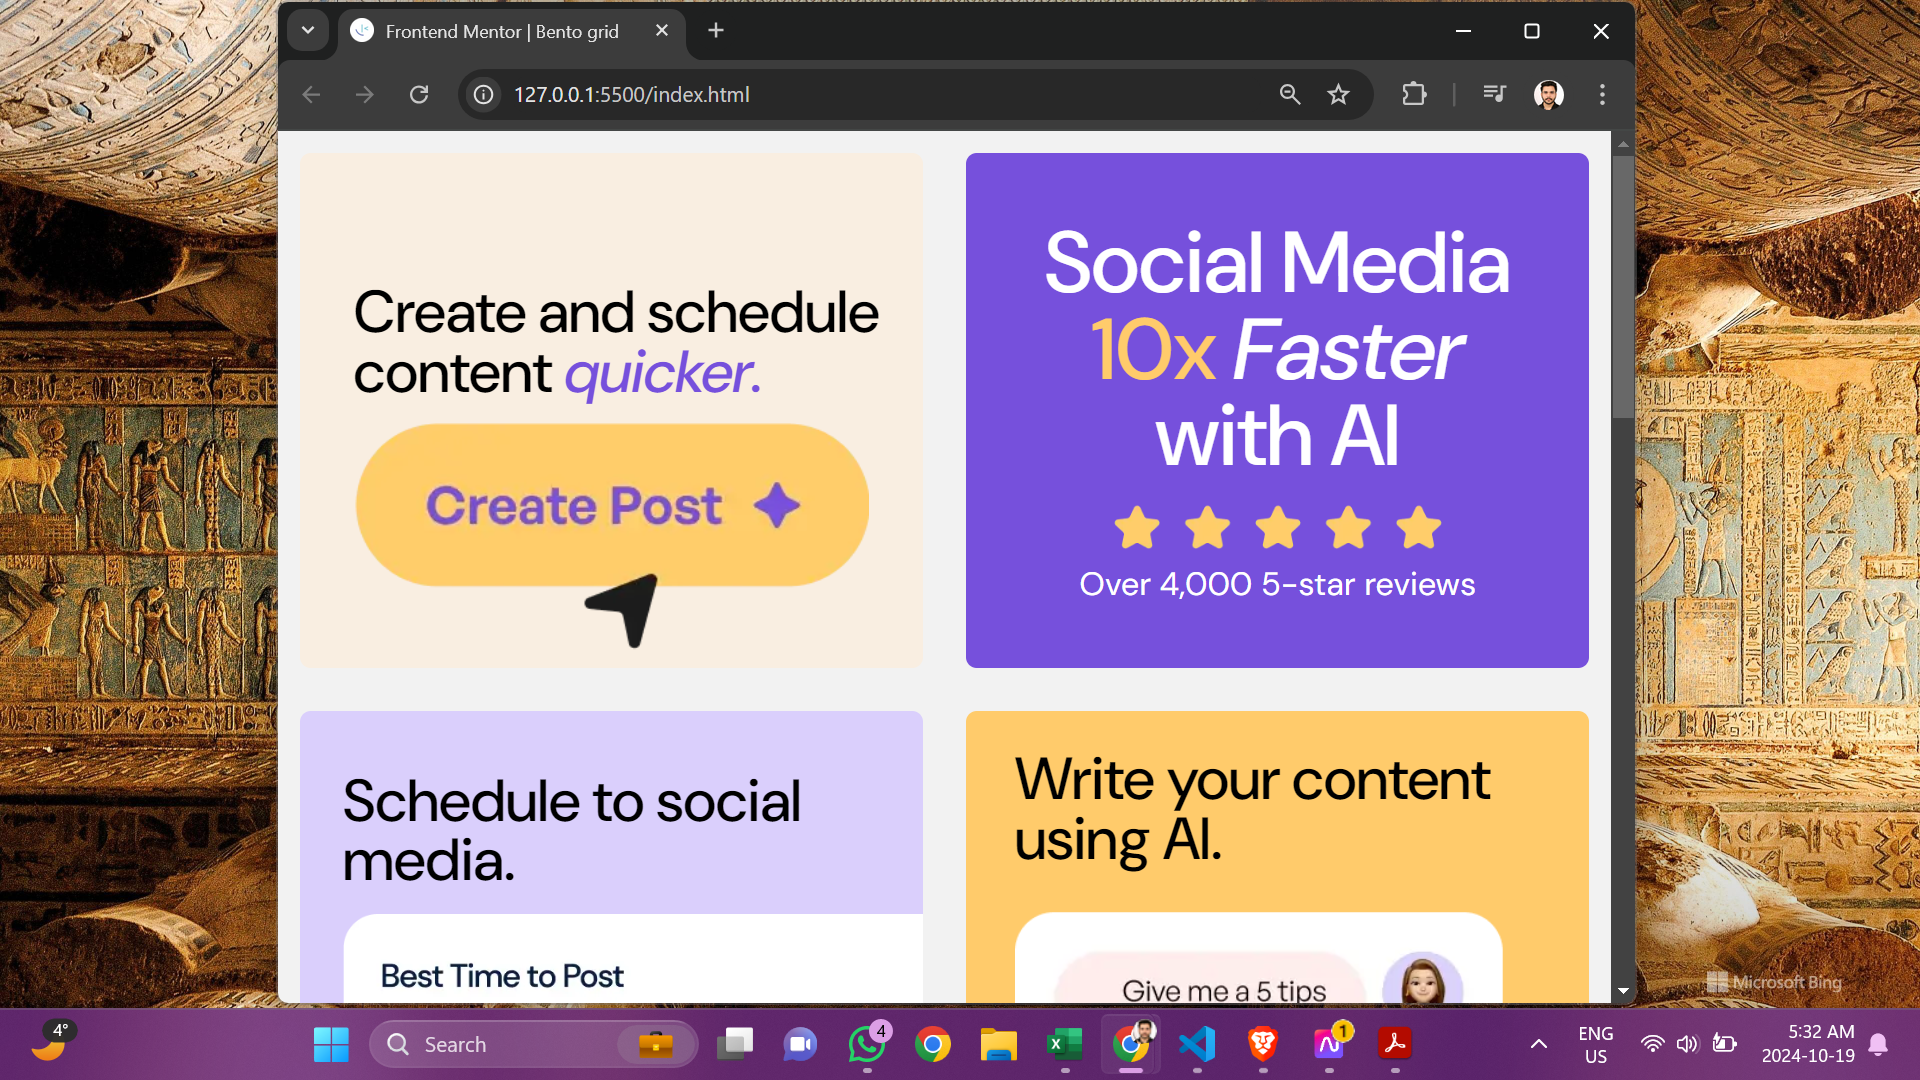 Frontend Mentor | Bento grid
127.0.0.1:5500/index.html
Create and schedule
content quicker.
Create Post
Social Media
10x Faster
with AI
Over 4,000 5-star reviews
Schedule to social
media.
Best Time to Post
Write your content
using AI.
Give me a 5 tips
Microsoft Bing
4°
Search
4
1
ENG
US
5:32 AM
2024-10-19